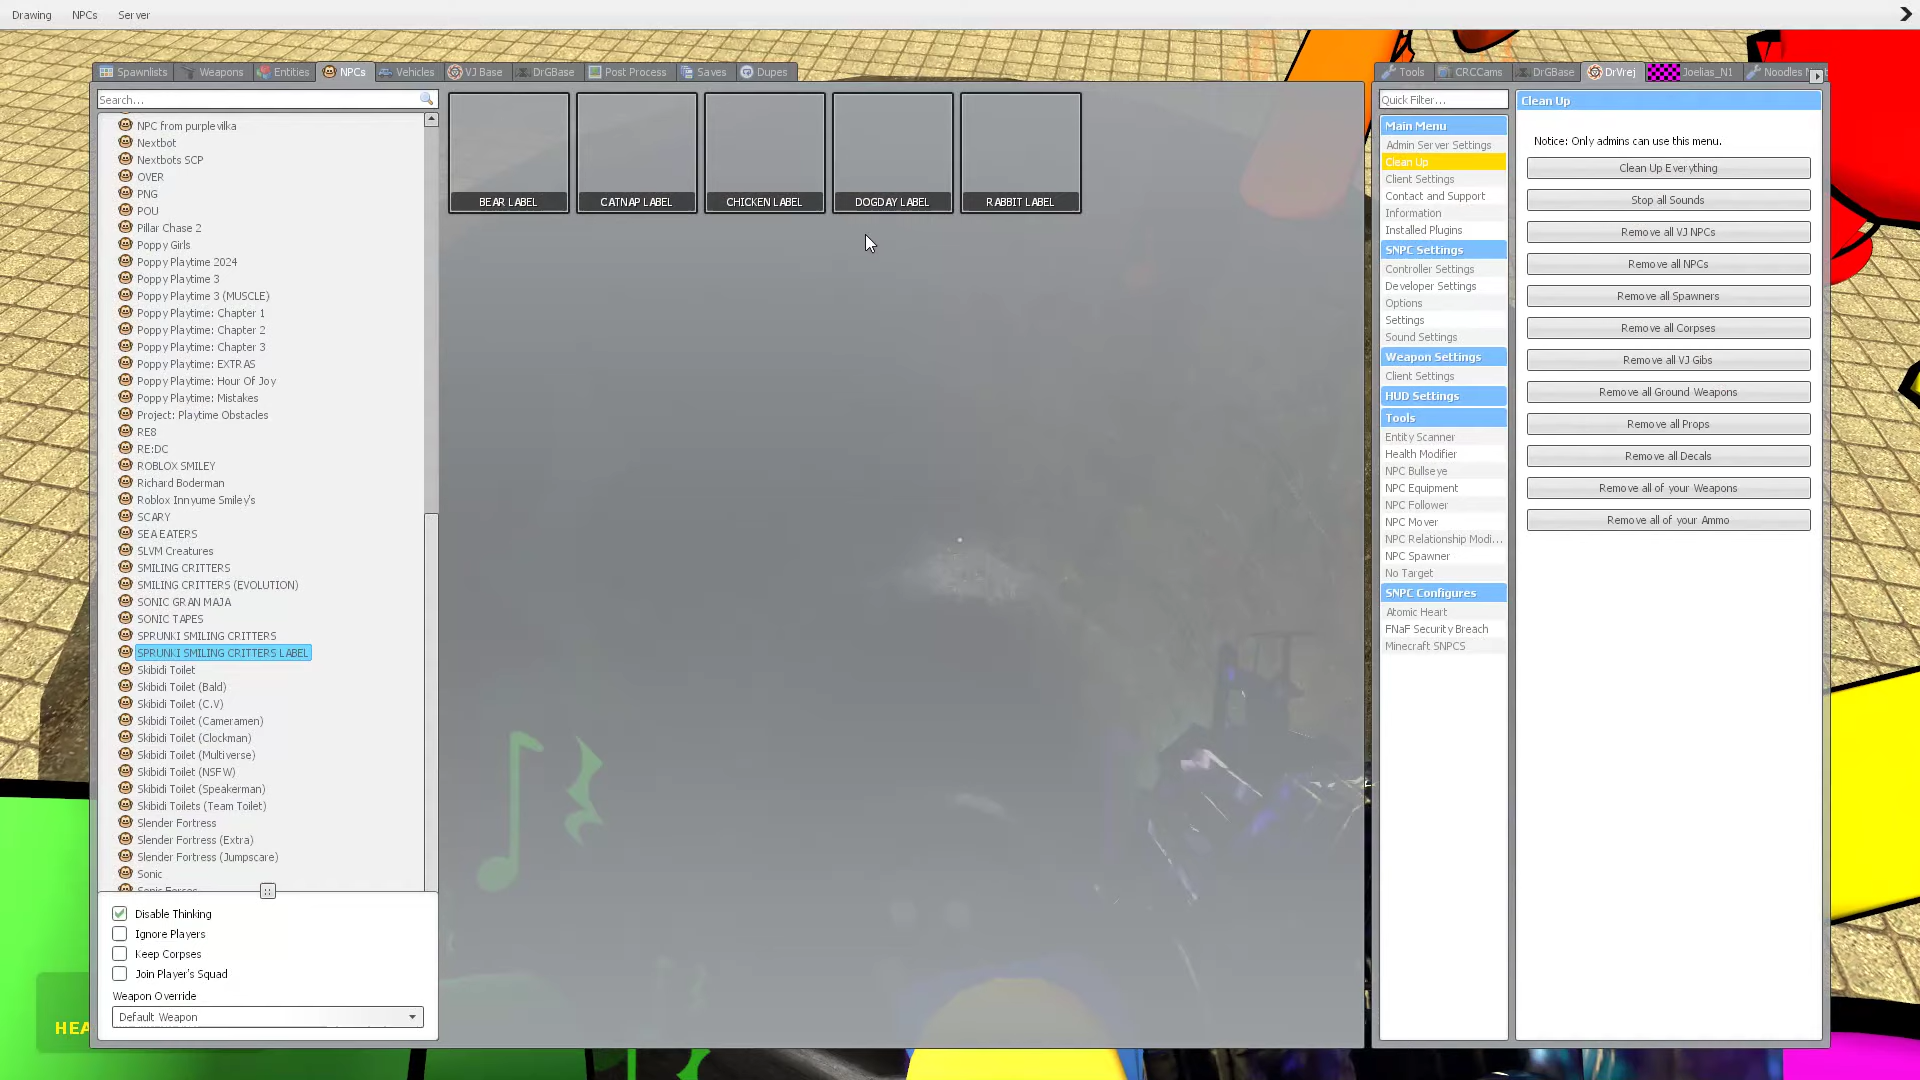 Drawing NPCs Server
Spawnlists Weapons Entities NPCs Vehicles VJ Base DrGBase Post Process Saves Dupes
Search...
NPC from purplevilka
Nextbot
Nextbots SCP
OVER
PNG
POU
Pillar Chase 2
Poppy Girls
Poppy Playtime 2024
Poppy Playtime 3
Poppy Playtime 3 (MUSCLE)
Poppy Playtime: Chapter 1
Poppy Playtime: Chapter 2
Poppy Playtime: Chapter 3
Poppy Playtime: EXTRAS
Poppy Playtime: Hour Of Joy
Poppy Playtime: Mistakes
Project: Playtime Obstacles
RE8
RE:DC
ROBLOX SMILEY
Richard Boderman
Roblox Innyume Smiley's
SCARY
SEA EATERS
SLVM Creatures
SMILING CRITTERS
SMILING CRITTERS (EVOLUTION)
SONIC GRAN MAJA
SONIC TAPES
SPRUNKI SMILING CRITTERS
SPRUNKI SMILING CRITTERS LABEL
Skibidi Toilet
Skibidi Toilet (Bald)
Skibidi Toilet (C.V)
Skibidi Toilet (Cameramen)
Skibidi Toilet (Clockman)
Skibidi Toilet (Multiverse)
Skibidi Toilet (NSFW)
Skibidi Toilet (Speakerman)
Skibidi Toilets (Team Toilet)
Slender Fortress
Slender Fortress (Extra)
Slender Fortress (Jumpscare)
Sonic
Sonic Forces
Disable Thinking
Ignore Players
Keep Corpses
Join Player's Squad
Weapon Override
Default Weapon
HEA
BEAR LABEL CATNAP LABEL CHICKEN LABEL DOGDAY LABEL RABBIT LABEL
Tools CRCCams DrGBase DrVrej Joelias_N1 Noodles
Quick Filter...
Main Menu
Admin Server Settings
Clean Up
Client Settings
Contact and Support
Information
Installed Plugins
SNPC Settings
Controller Settings
Developer Settings
Options
Settings
Sound Settings
Weapon Settings
Client Settings
HUD Settings
Tools
Entity Scanner
Health Modifier
NPC Bullseye
NPC Equipment
NPC Follower
NPC Mover
NPC Relationship Modi...
NPC Spawner
No Target
SNPC Configures
Atomic Heart
FNaF Security Breach
Minecraft SNPCS
Clean Up
Notice: Only admins can use this menu.
Clean Up Everything
Stop all Sounds
Remove all VJ NPCs
Remove all NPCs
Remove all Spawners
Remove all Corpses
Remove all VJ Gibs
Remove all Ground Weapons
Remove all Props
Remove all Decals
Remove all of your Weapons
Remove all of your Ammo